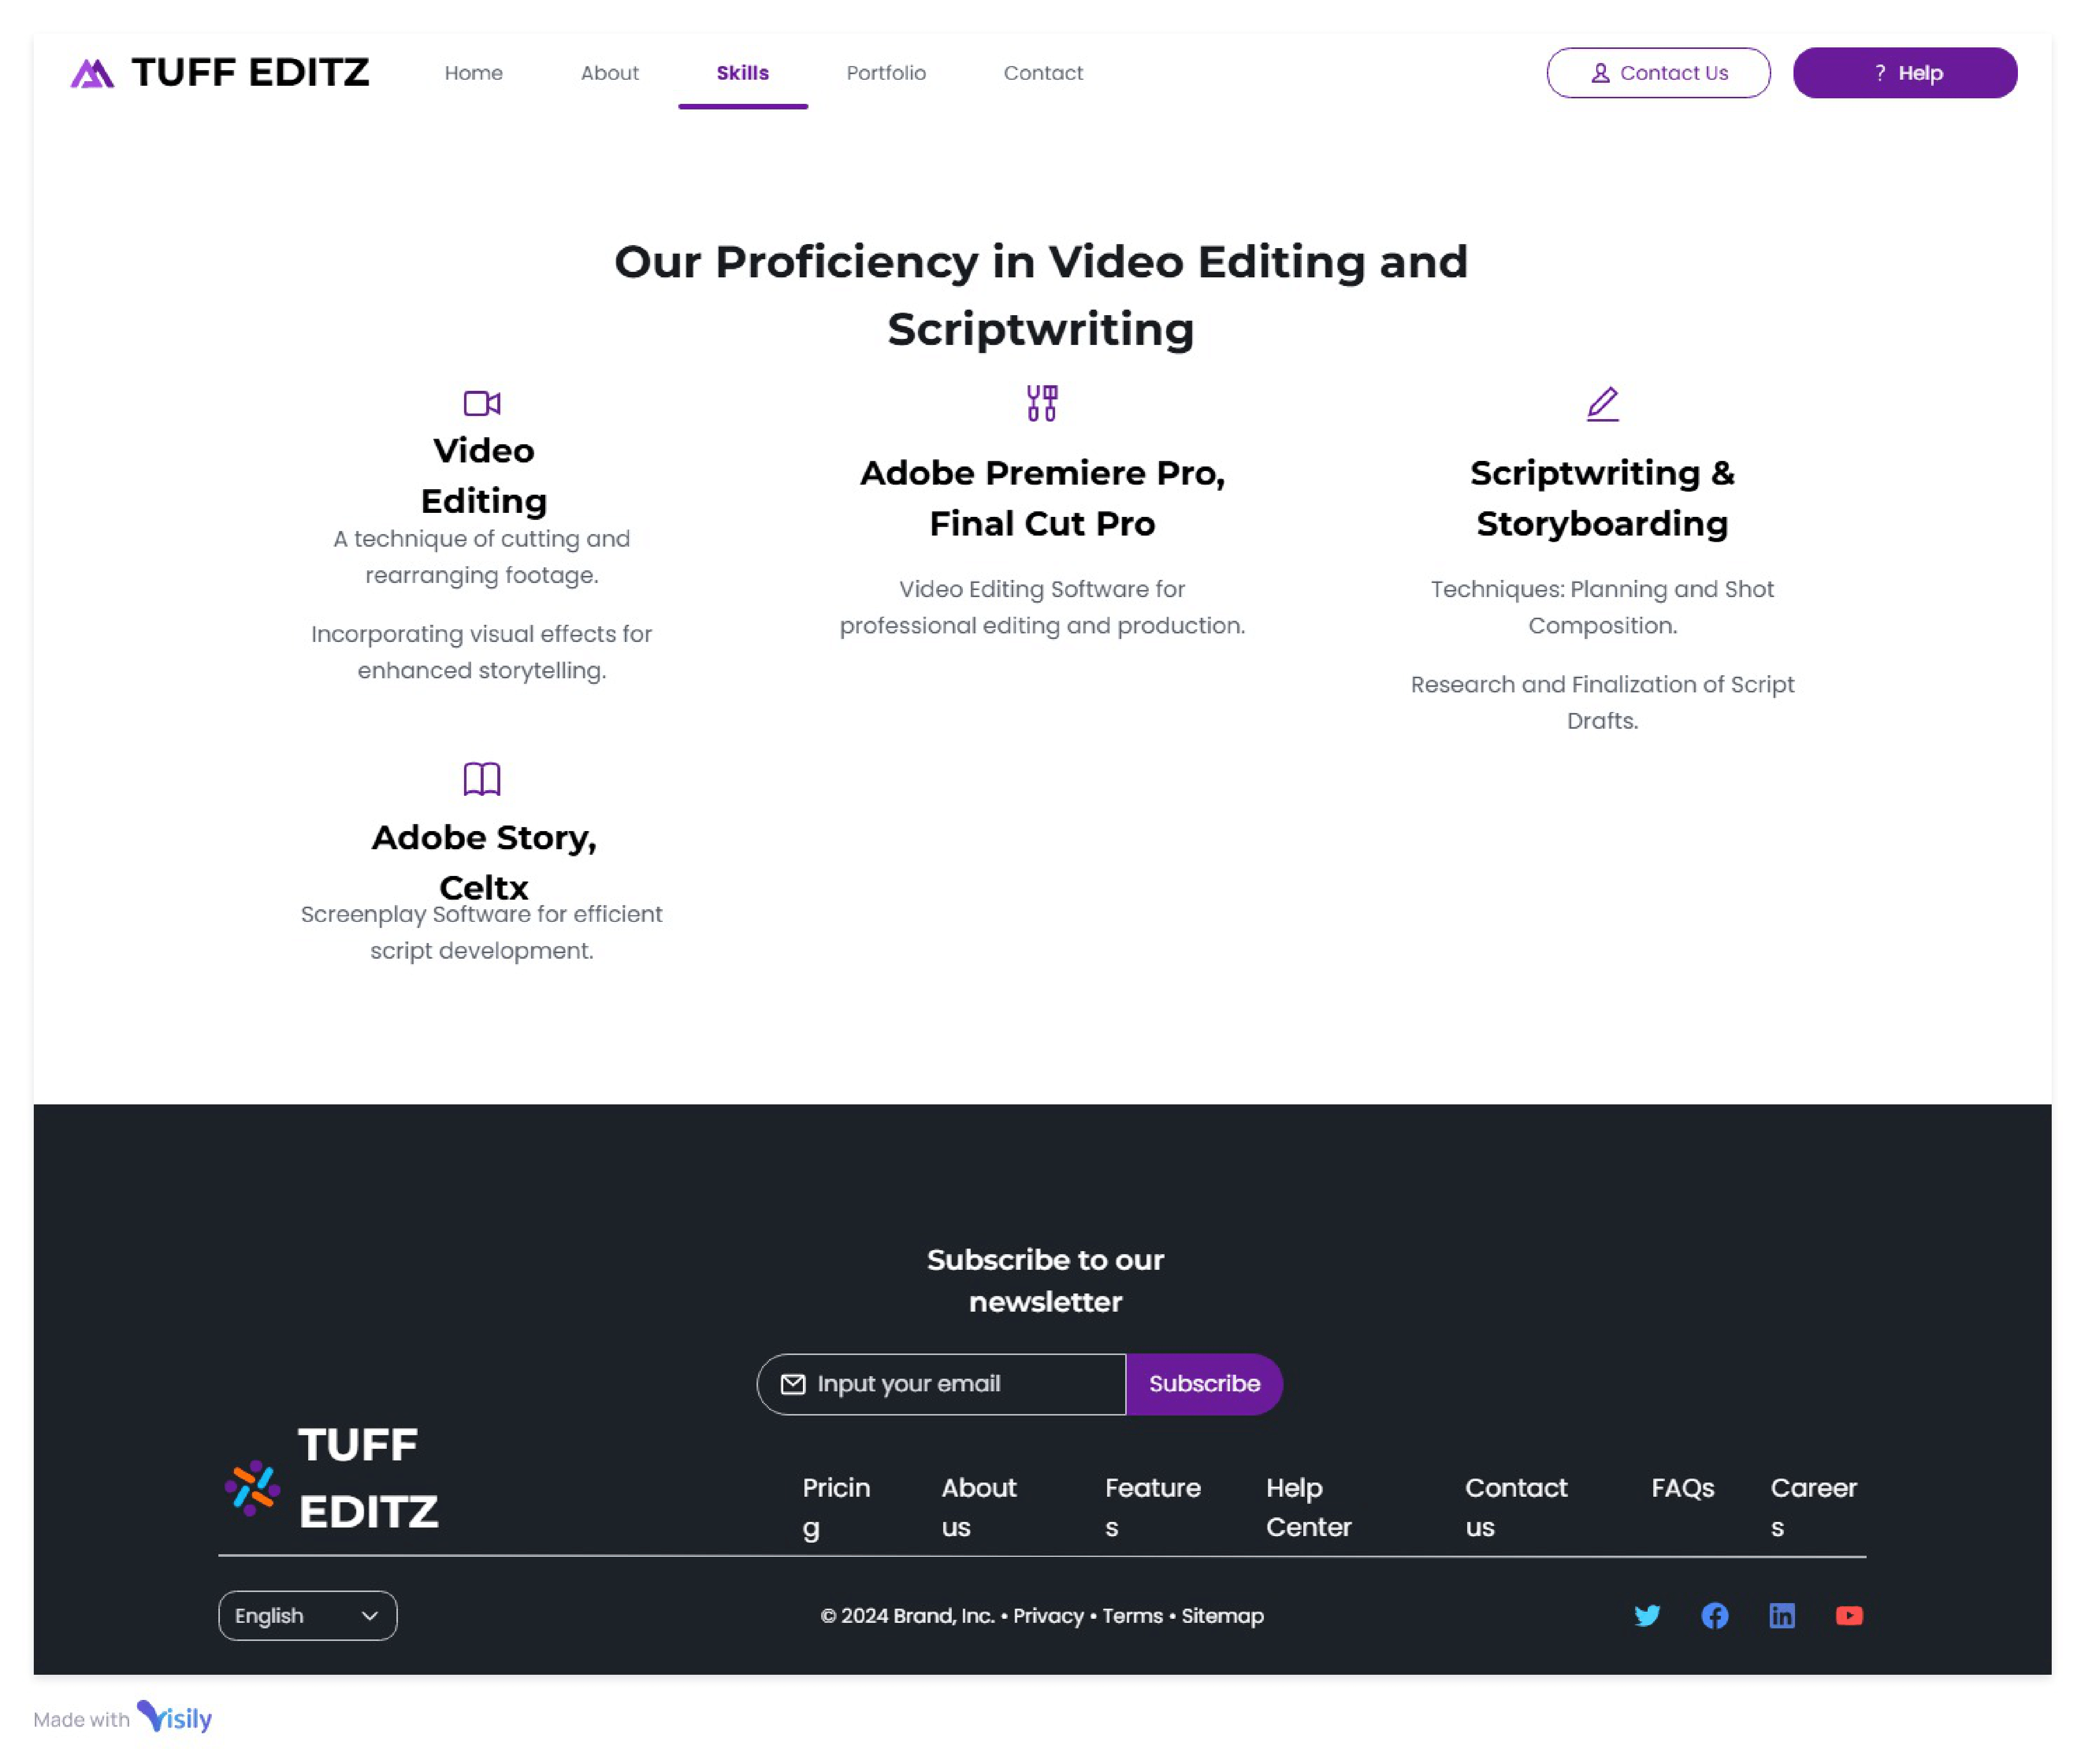 TUFF EDITZ
Home
About
Skills
Portfolio
Contact
Contact Us
? Help
Our Proficiency in Video Editing and
Scriptwriting
Video
Editing
A technique of cutting and
rearranging footage.
Incorporating visual effects for
enhanced storytelling.
Adobe Premiere Pro,
Final Cut Pro
Video Editing Software for
professional editing and production.
Scriptwriting &
Storyboarding
Techniques: Planning and Shot
Composition.
Research and Finalization of Script
Drafts.
Adobe Story,
Celtx
Screenplay Software for efficient
script development.
Subscribe to our
newsletter
Input your email
Subscribe
TUFF
EDITZ
Pricin
g
About
us
Feature
s
Help
Center
Contact
us
FAQs
Career
s
English
© 2024 Brand, Inc. • Privacy • Terms • Sitemap
Made with Visily